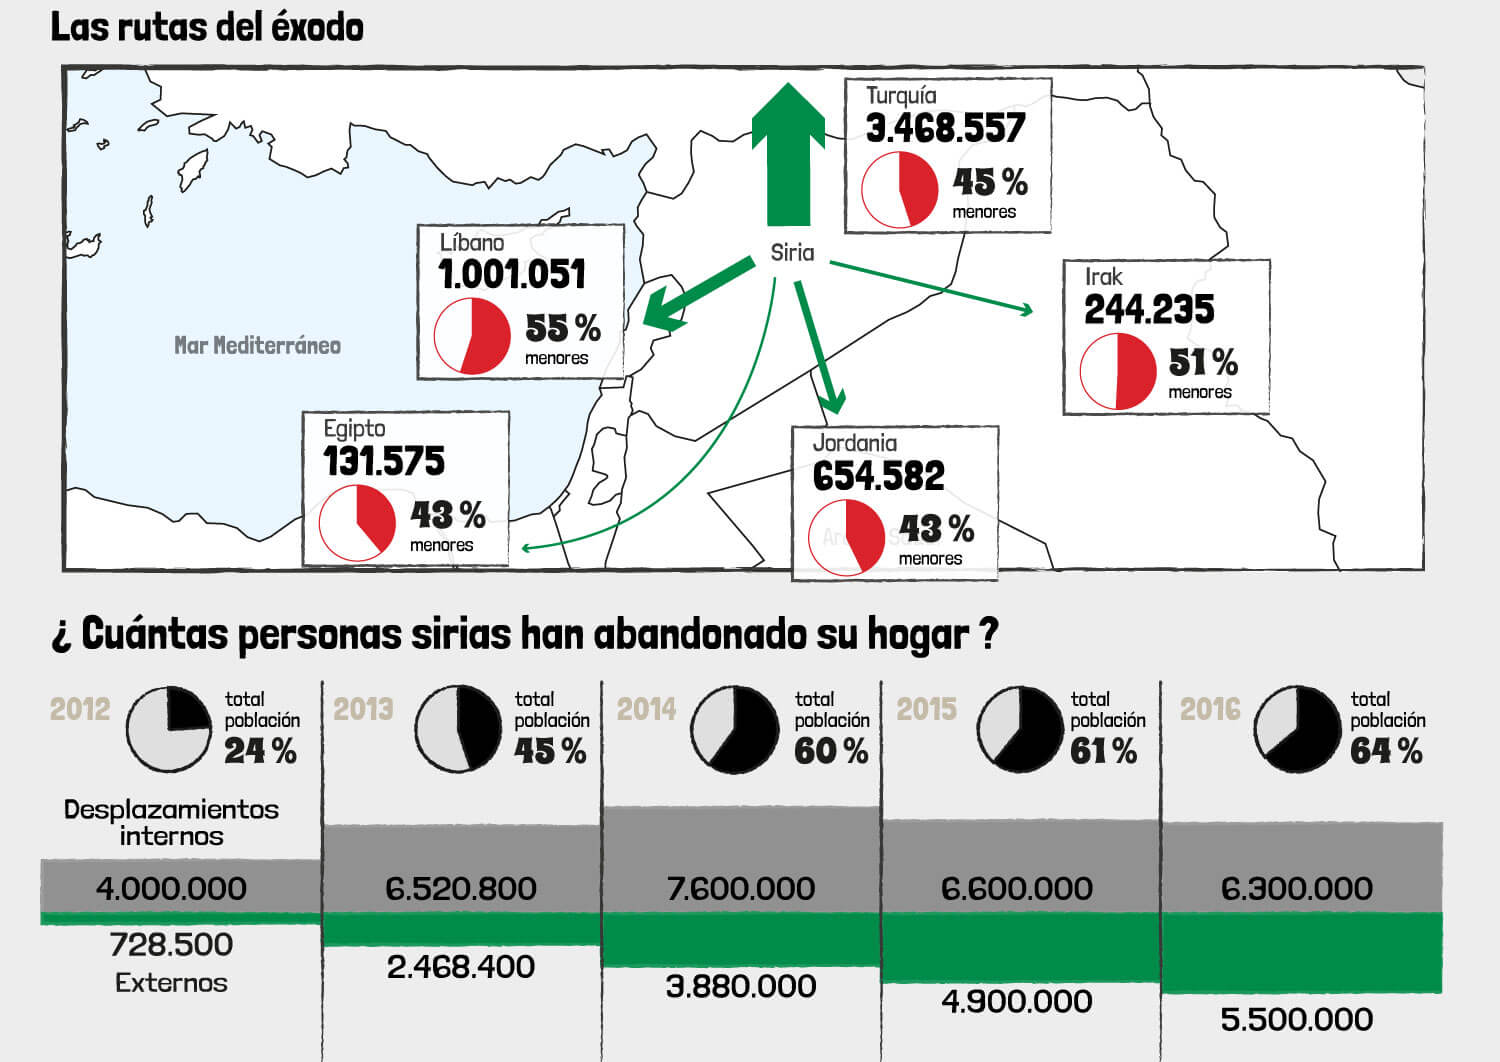 Las rutas del éxodo
Turquía
3.468.557
45 %
menores
Líbano
1.001.051
55 %
menores
Siria
Irak
244.235
51 %
menores
Mar Mediterráneo
Egipto
131.575
43 %
menores
Jordania
654.582
43 %
menores
¿ Cuántas personas sirias han abandonado su hogar ?
2012
total
población
24 %
2013
total
población
45 %
2014
total
población
60 %
2015
total
población
61 %
2016
total
población
64 %
Desplazamientos
internos
4.000.000
6.520.800
7.600.000
6.600.000
6.300.000
728.500
Externos
2.468.400
3.880.000
4.900.000
5.500.000